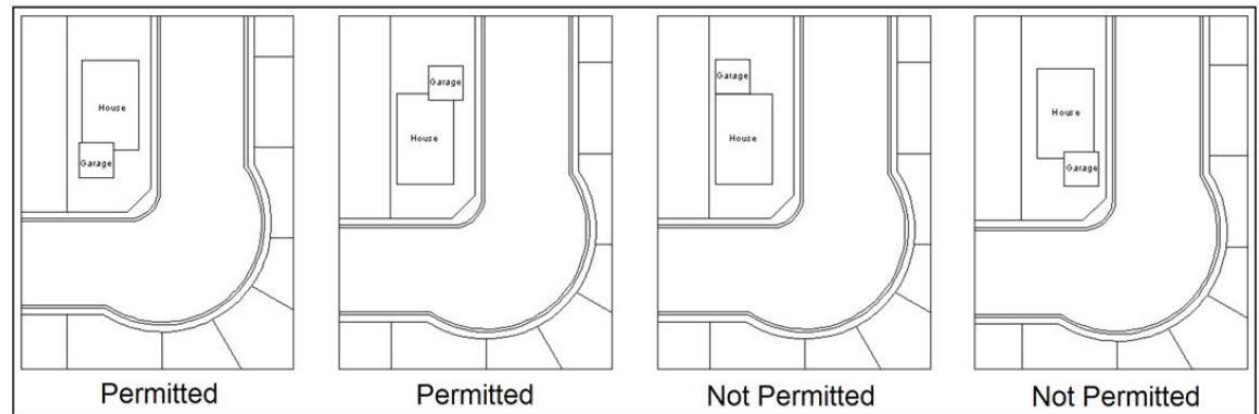 House
Garage
Permitted
Garage
House
Permitted
Garage
House
Not Permitted
House
Garage
Not Permitted